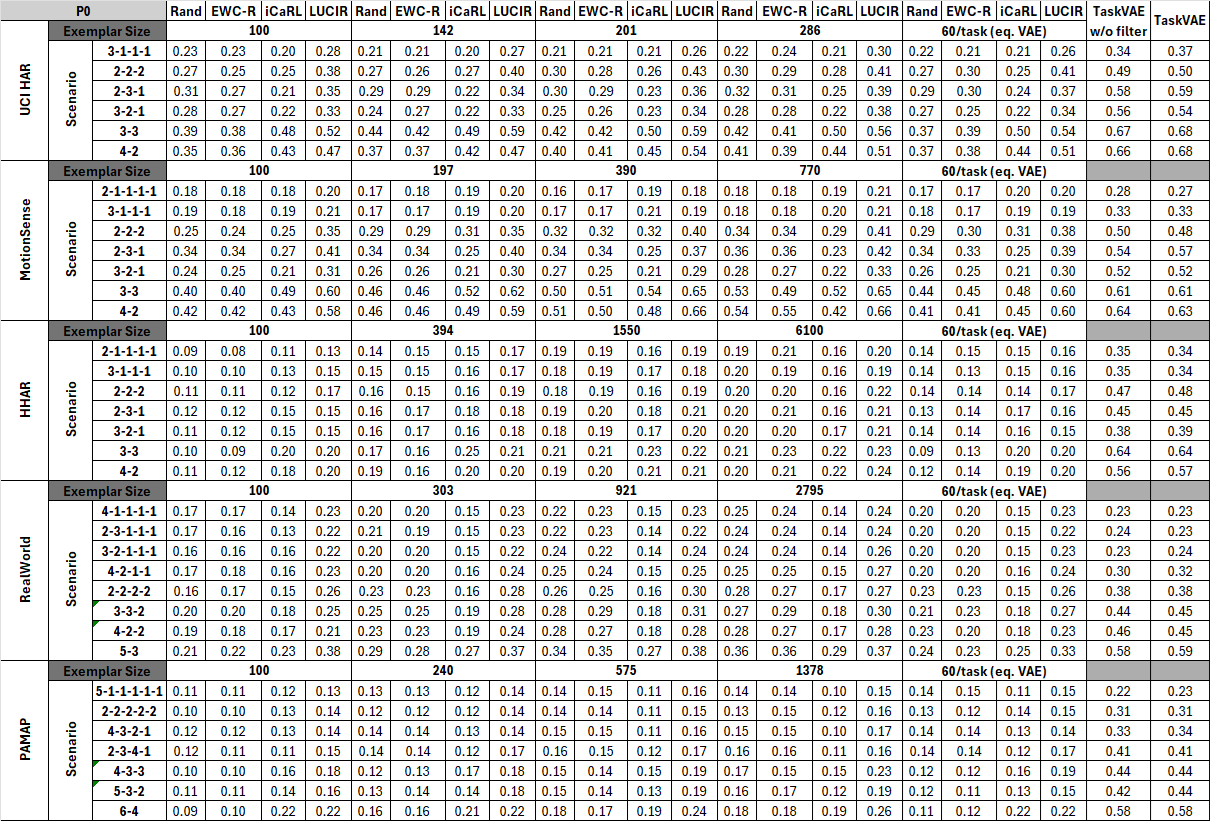 P0 Rand EWC-R iCaRL LUCIR Rand EWC-R iCaRL LUCIR Rand EWC-R iCaRL LUCIR Rand EWC-R iCaRL LUCIR Rand EWC-R iCaRL LUCIR TaskVAE w/o filter TaskVAE
UCI HAR
Exemplar Size 100 142 201 286 60/task (eq. VAE)
Scenario
3-1-1-1 0.23 0.23 0.20 0.28 0.21 0.21 0.20 0.27 0.21 0.21 0.21 0.26 0.22 0.24 0.21 0.30 0.22 0.21 0.21 0.26 0.34 0.37
2-2-2 0.27 0.25 0.25 0.38 0.27 0.26 0.27 0.40 0.30 0.28 0.26 0.43 0.30 0.29 0.28 0.41 0.27 0.30 0.25 0.41 0.49 0.50
2-3-1 0.31 0.27 0.21 0.35 0.29 0.29 0.22 0.34 0.30 0.29 0.23 0.36 0.32 0.31 0.25 0.39 0.29 0.30 0.24 0.37 0.58 0.59
3-2-1 0.28 0.27 0.22 0.33 0.24 0.27 0.22 0.33 0.25 0.26 0.23 0.34 0.28 0.28 0.22 0.38 0.27 0.25 0.22 0.34 0.56 0.54
3-3 0.39 0.38 0.48 0.52 0.44 0.42 0.49 0.59 0.42 0.42 0.50 0.59 0.42 0.41 0.50 0.56 0.37 0.39 0.50 0.54 0.67 0.68
4-2 0.35 0.36 0.43 0.47 0.37 0.37 0.42 0.47 0.40 0.41 0.45 0.54 0.41 0.39 0.44 0.51 0.37 0.38 0.44 0.51 0.66 0.68
MotionSense
Exemplar Size 100 197 390 770 60/task (eq. VAE)
Scenario
2-1-1-1-1 0.18 0.18 0.18 0.20 0.17 0.18 0.19 0.20 0.16 0.17 0.19 0.18 0.18 0.18 0.19 0.21 0.17 0.17 0.20 0.20 0.28 0.27
3-1-1-1 0.19 0.18 0.19 0.21 0.17 0.17 0.19 0.20 0.17 0.17 0.21 0.19 0.18 0.18 0.20 0.21 0.18 0.17 0.19 0.19 0.33 0.33
2-2-2 0.25 0.24 0.25 0.35 0.29 0.29 0.31 0.35 0.32 0.32 0.32 0.40 0.34 0.34 0.29 0.41 0.29 0.30 0.31 0.38 0.50 0.48
2-3-1 0.34 0.34 0.27 0.41 0.34 0.34 0.25 0.40 0.34 0.34 0.25 0.37 0.36 0.36 0.23 0.42 0.34 0.33 0.25 0.39 0.54 0.57
3-2-1 0.24 0.25 0.21 0.31 0.26 0.26 0.21 0.30 0.27 0.25 0.21 0.29 0.28 0.27 0.22 0.33 0.26 0.25 0.21 0.30 0.52 0.52
3-3 0.40 0.40 0.49 0.60 0.46 0.46 0.52 0.62 0.50 0.51 0.54 0.65 0.53 0.49 0.52 0.65 0.44 0.45 0.48 0.60 0.61 0.61
4-2 0.42 0.42 0.43 0.58 0.46 0.46 0.49 0.59 0.51 0.50 0.48 0.66 0.54 0.55 0.42 0.66 0.41 0.41 0.45 0.60 0.64 0.63
HHAR
Exemplar Size 100 394 1550 6100 60/task (eq. VAE)
Scenario
2-1-1-1-1 0.09 0.08 0.11 0.13 0.14 0.15 0.15 0.17 0.19 0.19 0.16 0.19 0.19 0.21 0.16 0.20 0.14 0.15 0.15 0.16 0.35 0.34
3-1-1-1 0.10 0.10 0.13 0.15 0.15 0.15 0.16 0.17 0.18 0.19 0.17 0.18 0.20 0.19 0.16 0.19 0.14 0.13 0.15 0.16 0.35 0.34
2-2-2 0.11 0.11 0.12 0.17 0.16 0.15 0.16 0.19 0.18 0.19 0.16 0.19 0.20 0.20 0.16 0.22 0.14 0.14 0.14 0.17 0.47 0.48
2-3-1 0.12 0.12 0.15 0.15 0.16 0.17 0.18 0.18 0.19 0.20 0.18 0.21 0.20 0.21 0.16 0.21 0.13 0.14 0.17 0.16 0.45 0.45
3-2-1 0.11 0.12 0.15 0.15 0.16 0.17 0.16 0.18 0.18 0.19 0.17 0.20 0.20 0.20 0.17 0.21 0.14 0.14 0.16 0.15 0.38 0.39
3-3 0.10 0.09 0.20 0.20 0.17 0.16 0.25 0.21 0.21 0.21 0.23 0.22 0.21 0.23 0.22 0.23 0.09 0.13 0.20 0.20 0.64 0.64
4-2 0.11 0.12 0.18 0.20 0.19 0.16 0.20 0.20 0.19 0.20 0.21 0.21 0.20 0.21 0.22 0.24 0.12 0.14 0.19 0.20 0.56 0.57
RealWorld
Exemplar Size 100 303 921 2795 60/task (eq. VAE)
Scenario
4-1-1-1-1 0.17 0.17 0.14 0.23 0.20 0.20 0.15 0.23 0.22 0.23 0.15 0.23 0.25 0.24 0.14 0.24 0.20 0.20 0.15 0.23 0.23 0.23
2-3-1-1-1 0.17 0.16 0.13 0.22 0.21 0.19 0.15 0.23 0.22 0.23 0.14 0.22 0.24 0.24 0.14 0.24 0.20 0.20 0.15 0.22 0.24 0.23
3-2-1-1-1 0.16 0.16 0.16 0.22 0.20 0.20 0.15 0.22 0.24 0.22 0.14 0.24 0.24 0.24 0.14 0.26 0.20 0.20 0.15 0.23 0.23 0.24
4-2-1-1 0.17 0.18 0.16 0.23 0.20 0.20 0.16 0.24 0.25 0.24 0.15 0.25 0.25 0.25 0.15 0.27 0.20 0.20 0.16 0.24 0.30 0.32
2-2-2-2 0.16 0.17 0.15 0.26 0.23 0.23 0.16 0.28 0.26 0.25 0.16 0.30 0.28 0.27 0.17 0.27 0.23 0.23 0.15 0.26 0.38 0.38
3-3-2 0.20 0.20 0.18 0.25 0.25 0.25 0.19 0.28 0.28 0.29 0.18 0.31 0.27 0.29 0.18 0.30 0.21 0.23 0.18 0.27 0.44 0.45
4-2-2 0.19 0.18 0.17 0.21 0.23 0.23 0.19 0.24 0.28 0.27 0.18 0.28 0.28 0.27 0.17 0.28 0.23 0.20 0.18 0.23 0.46 0.45
5-3 0.21 0.22 0.23 0.38 0.29 0.28 0.27 0.37 0.34 0.35 0.27 0.38 0.36 0.36 0.29 0.37 0.24 0.23 0.25 0.33 0.58 0.59
PAMAP
Exemplar Size 100 240 575 1378 60/task (eq. VAE)
Scenario
5-1-1-1-1-1 0.11 0.11 0.12 0.13 0.13 0.13 0.12 0.14 0.14 0.15 0.11 0.16 0.14 0.14 0.10 0.15 0.14 0.15 0.11 0.15 0.22 0.23
2-2-2-2-2 0.10 0.10 0.13 0.14 0.12 0.12 0.12 0.14 0.14 0.14 0.11 0.15 0.13 0.15 0.12 0.16 0.13 0.12 0.14 0.15 0.31 0.31
4-3-2-1 0.12 0.12 0.13 0.14 0.14 0.14 0.13 0.14 0.15 0.15 0.11 0.16 0.15 0.15 0.10 0.17 0.14 0.14 0.13 0.14 0.33 0.34
2-3-4-1 0.12 0.11 0.11 0.15 0.14 0.14 0.12 0.17 0.16 0.15 0.12 0.17 0.16 0.16 0.11 0.16 0.14 0.14 0.12 0.17 0.41 0.41
4-3-3 0.10 0.10 0.16 0.18 0.12 0.13 0.17 0.18 0.15 0.14 0.15 0.19 0.17 0.15 0.15 0.23 0.12 0.12 0.16 0.19 0.44 0.44
5-3-2 0.11 0.11 0.14 0.16 0.13 0.14 0.14 0.18 0.15 0.14 0.13 0.19 0.16 0.17 0.12 0.19 0.12 0.11 0.13 0.15 0.42 0.44
6-4 0.09 0.10 0.22 0.22 0.16 0.16 0.21 0.22 0.18 0.17 0.19 0.24 0.18 0.18 0.19 0.26 0.11 0.12 0.22 0.22 0.58 0.58